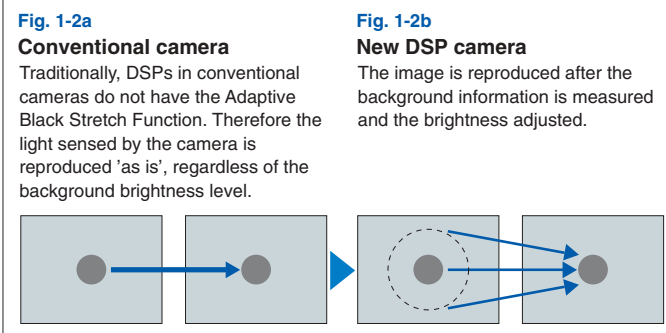 Fig. 1-2a
Conventional camera
Traditionally, DSPs in conventional
cameras do not have the Adaptive
Black Stretch Function. Therefore the
light sensed by the camera is
reproduced 'as is', regardless of the
background brightness level.
Fig. 1-2b
New DSP camera
The image is reproduced after the
background information is measured
and the brightness adjusted.